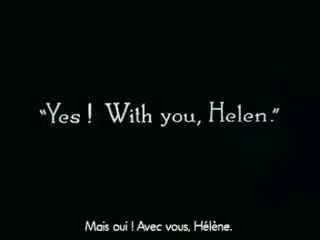 "Yes! With you, Helen."
Mais oui ! Avec vous, Hélène.